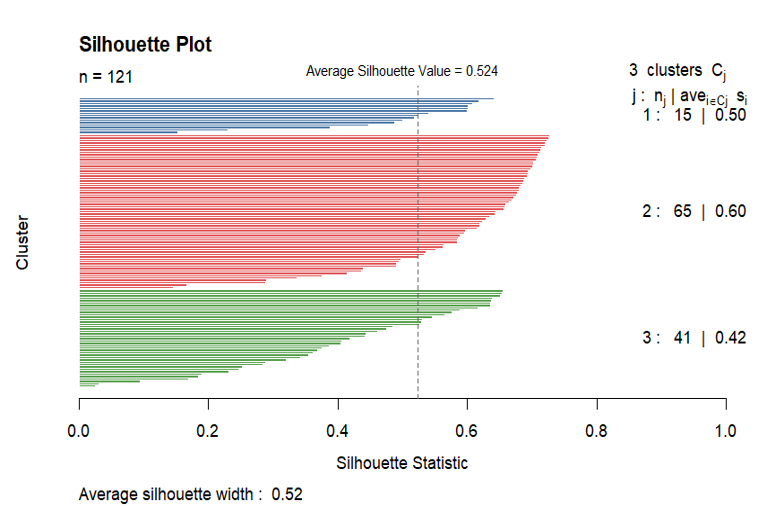 Silhouette Plot
n = 121
Average Silhouette Value = 0.524
3 clusters Cj
j : nj | avei∈Cj si
1 : 15 | 0.50
2 : 65 | 0.60
3 : 41 | 0.42
Cluster
0.0 0.2 0.4 0.6 0.8 1.0
Silhouette Statistic
Average silhouette width : 0.52